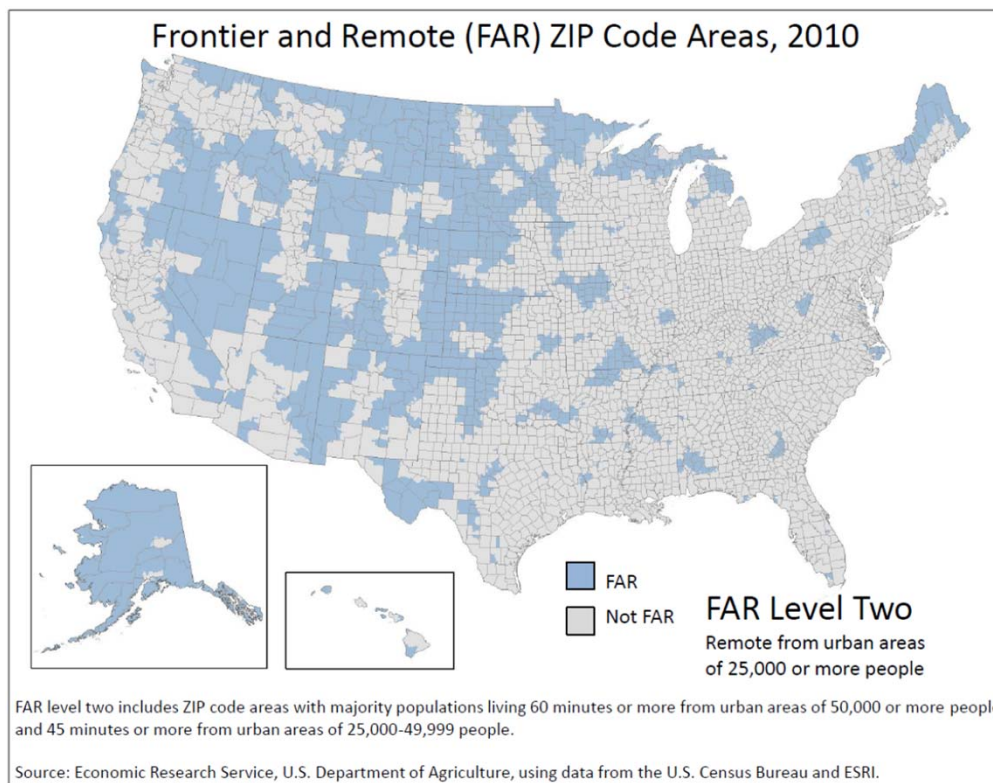 Frontier and Remote (FAR) ZIP Code Areas, 2010
FAR
Not FAR
FAR Level Two
Remote from urban areas
of 25,000 or more people
FAR level two includes ZIP code areas with majority populations living 60 minutes or more from urban areas of 50,000 or more people
and 45 minutes or more from urban areas of 25,000-49,999 people.
Source: Economic Research Service, U.S. Department of Agriculture, using data from the U.S. Census Bureau and ESRI.